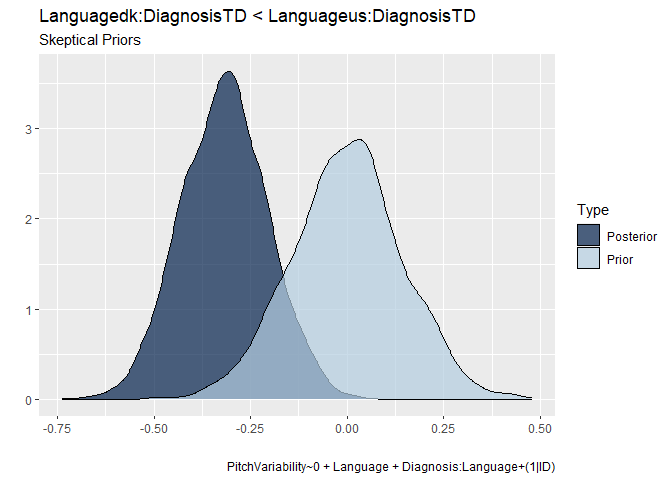 Languagedk:DiagnosisTD < Languageus:DiagnosisTD
Skeptical Priors
3
2
1
0
-0.75
-0.50
-0.25
0.00
0.25
0.50
Type
Posterior
Prior
PitchVariability~0 + Language + Diagnosis:Language+(1|ID)